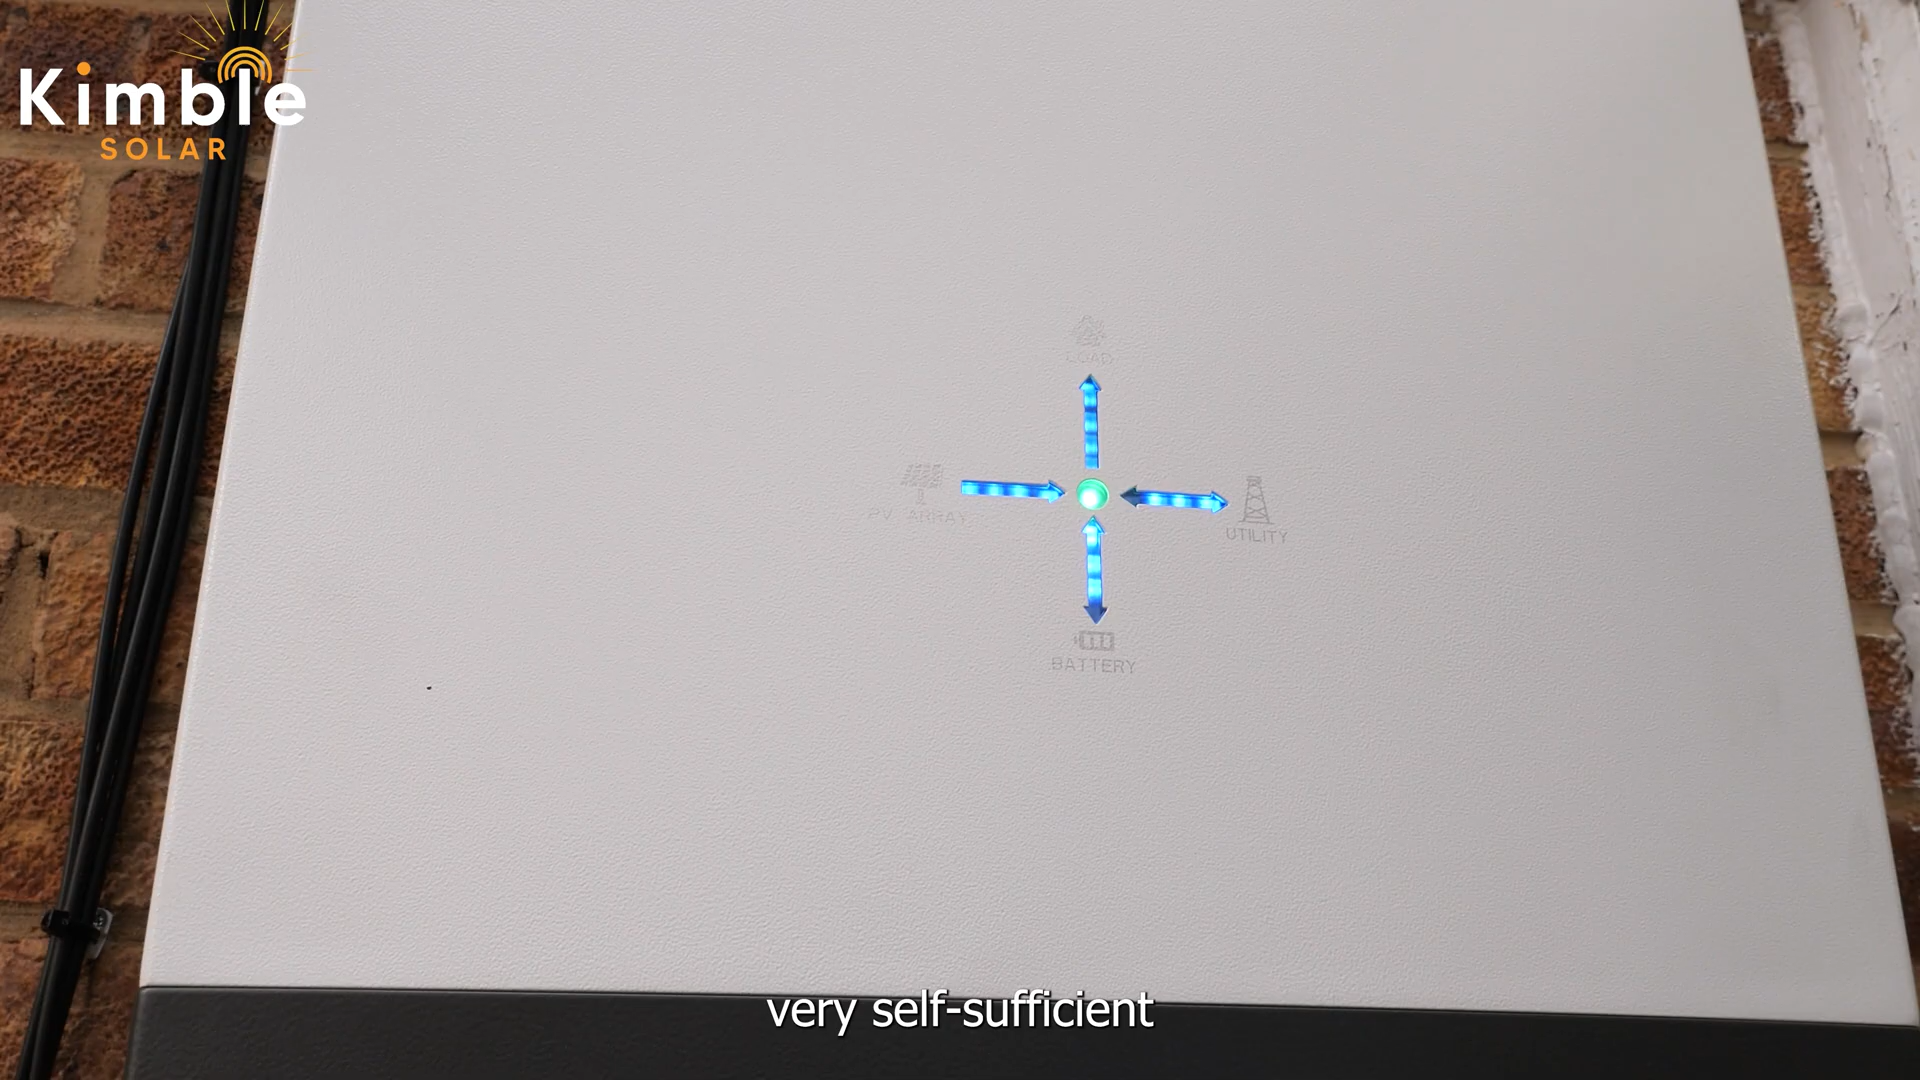 Kimble
SOLAR
LOAD
PV ARRAY
UTILITY
BATTERY
very self-sufficient